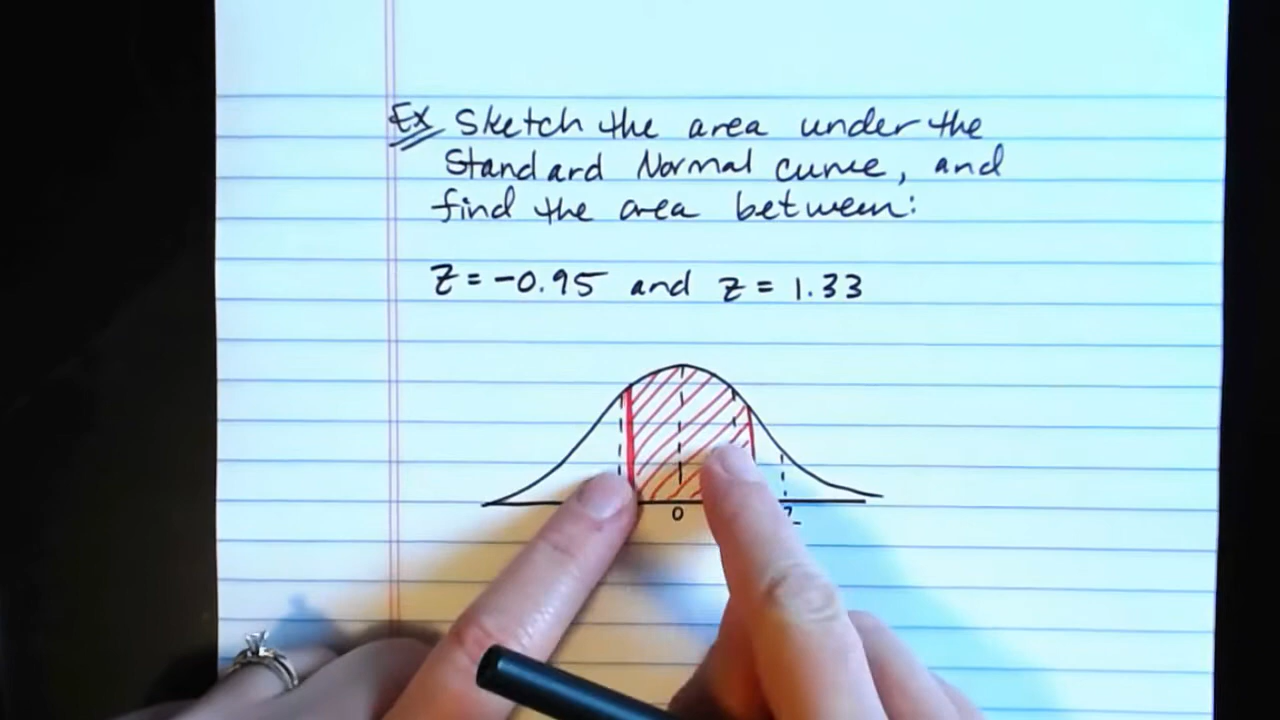 Ex Sketch the area under the
Standard Normal curve, and
find the area between:
z = -0.95 and z = 1.33
0 2